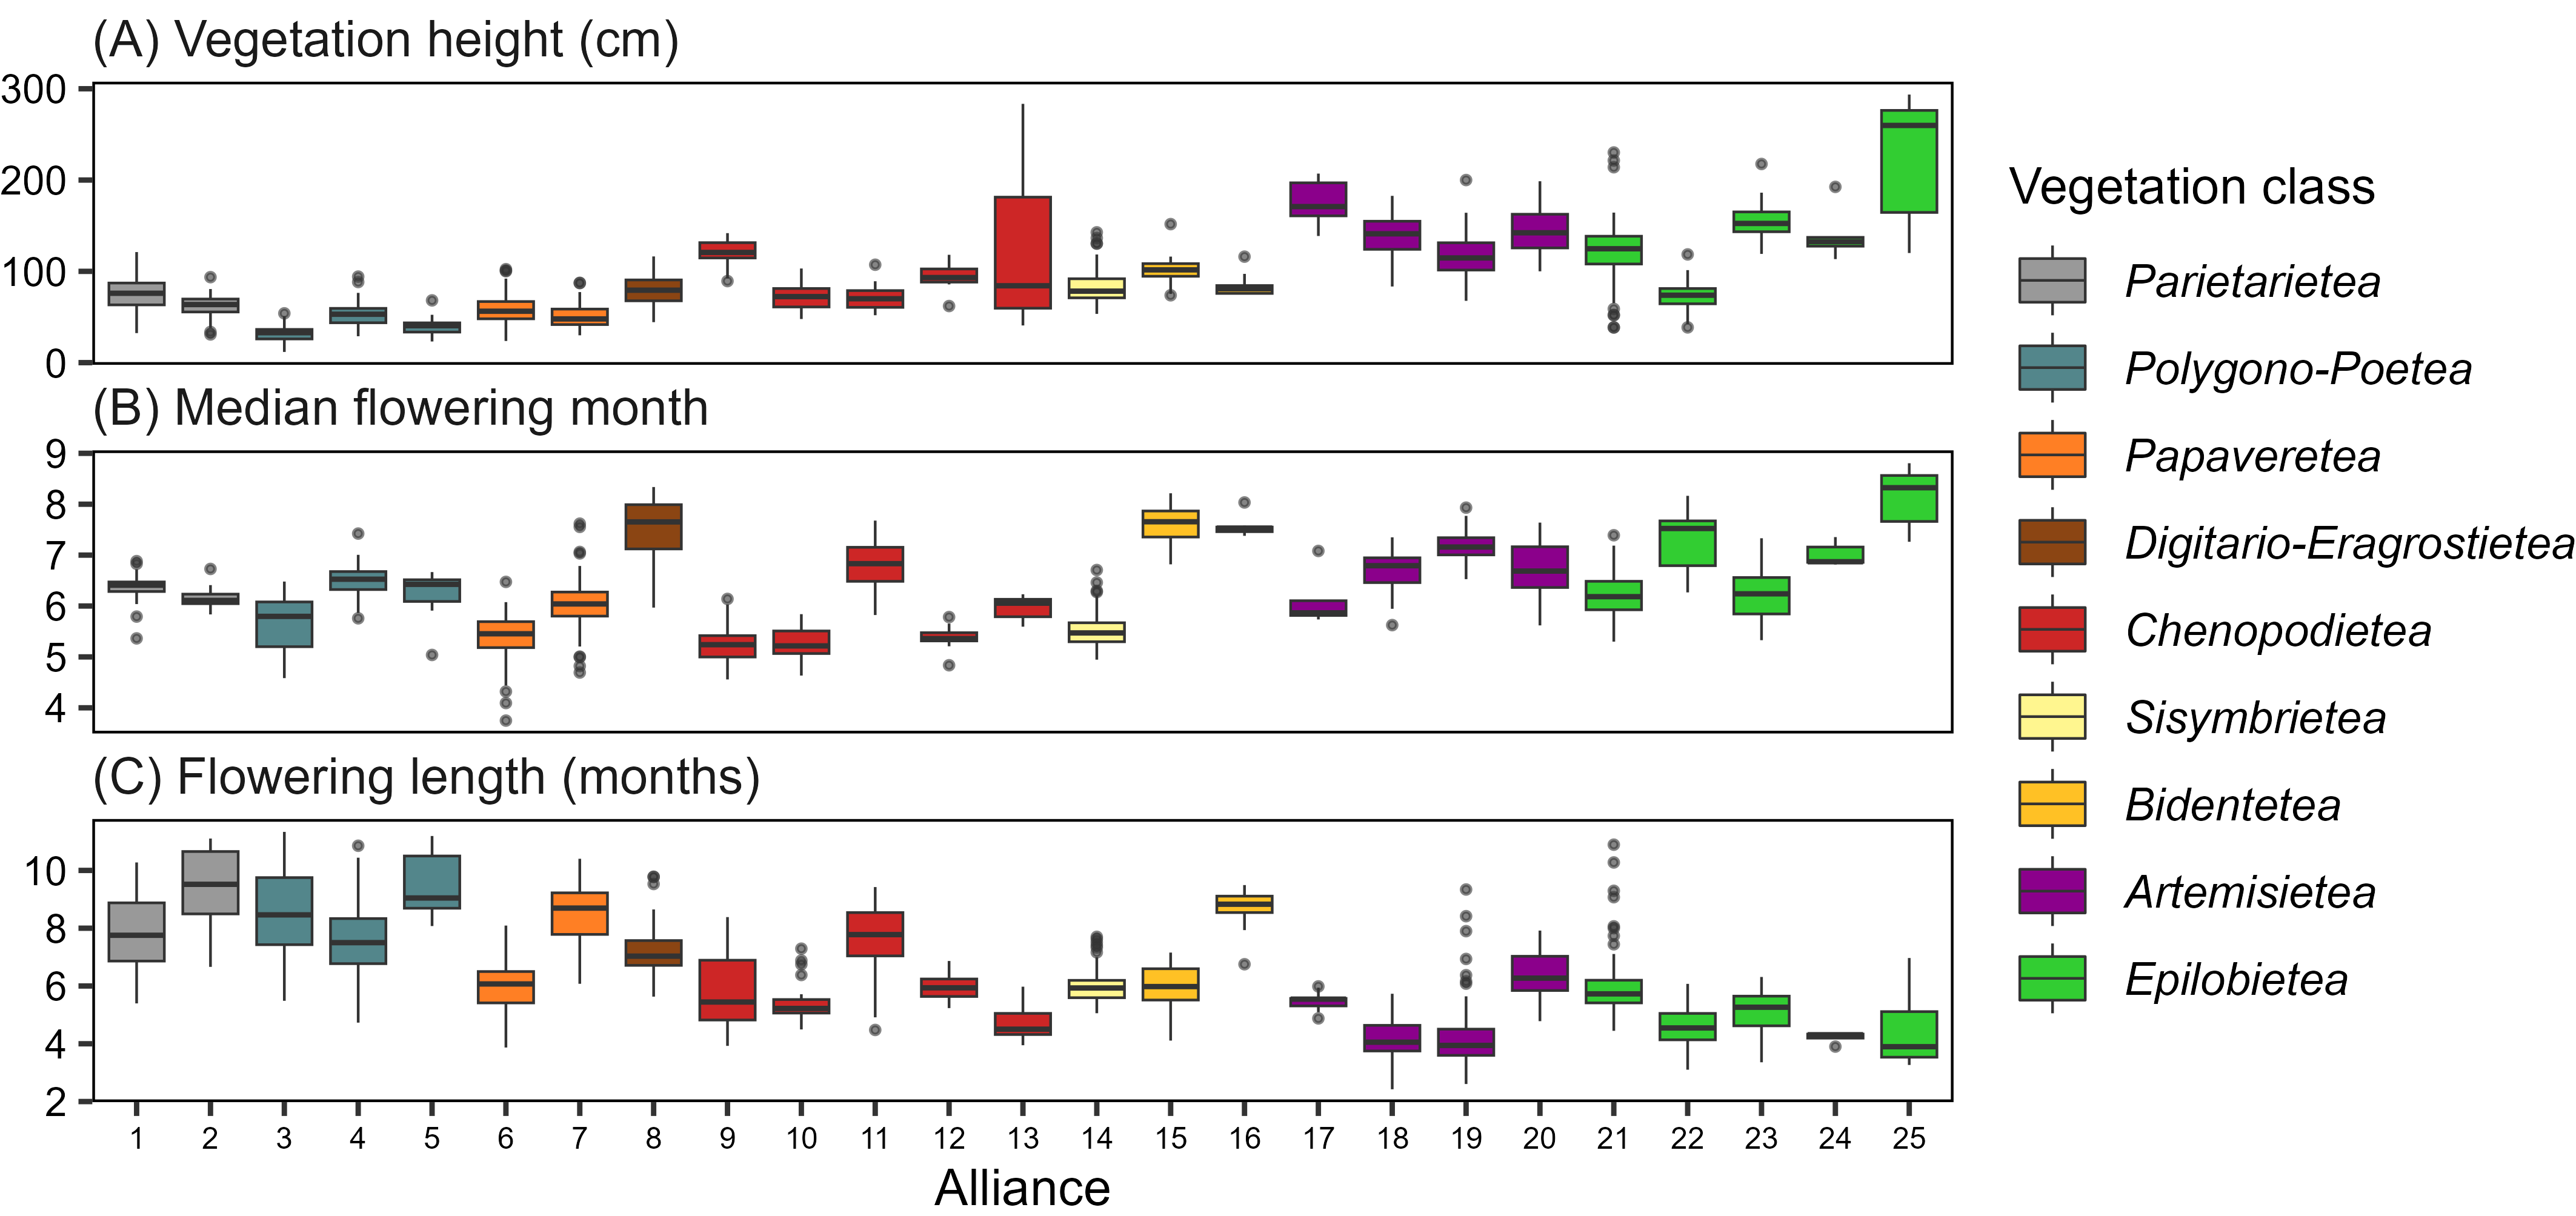 (A) Vegetation height (cm)
300
200
100
0
(B) Median flowering month
9
8
7
6
5
4
(C) Flowering length (months)
10
8
6
4
2
1 2 3 4 5 6 7 8 9 10 11 12 13 14 15 16 17 18 19 20 21 22 23 24 25
Alliance
Vegetation class
Parietarietea
Polygono-Poetea
Papaveretea
Digitario-Eragrostietea
Chenopodietea
Sisymbrietea
Bidentetea
Artemisietea
Epilobietea